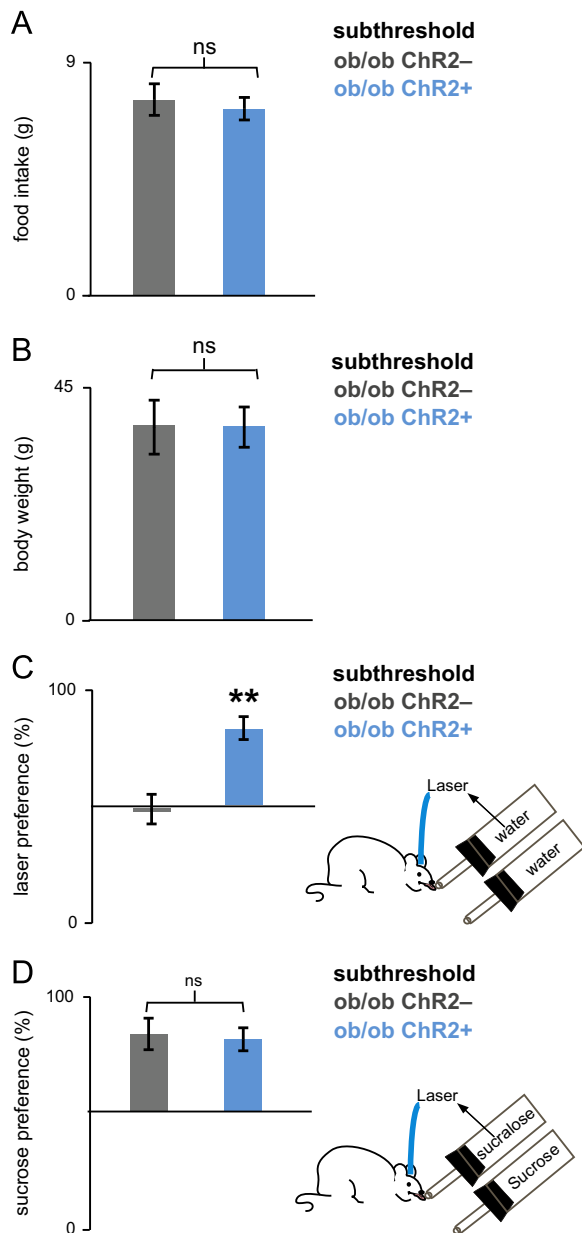 A
subthreshold
ob/ob ChR2–
ob/ob ChR2+
ns
9
food intake (g)
0
B
subthreshold
ob/ob ChR2–
ob/ob ChR2+
ns
45
body weight (g)
0
C
subthreshold
ob/ob ChR2–
ob/ob ChR2+
100
**
laser preference (%)
0
Laser
water
water
D
subthreshold
ob/ob ChR2–
ob/ob ChR2+
ns
100
sucrose preference (%)
0
Laser
sucralose
Sucrose